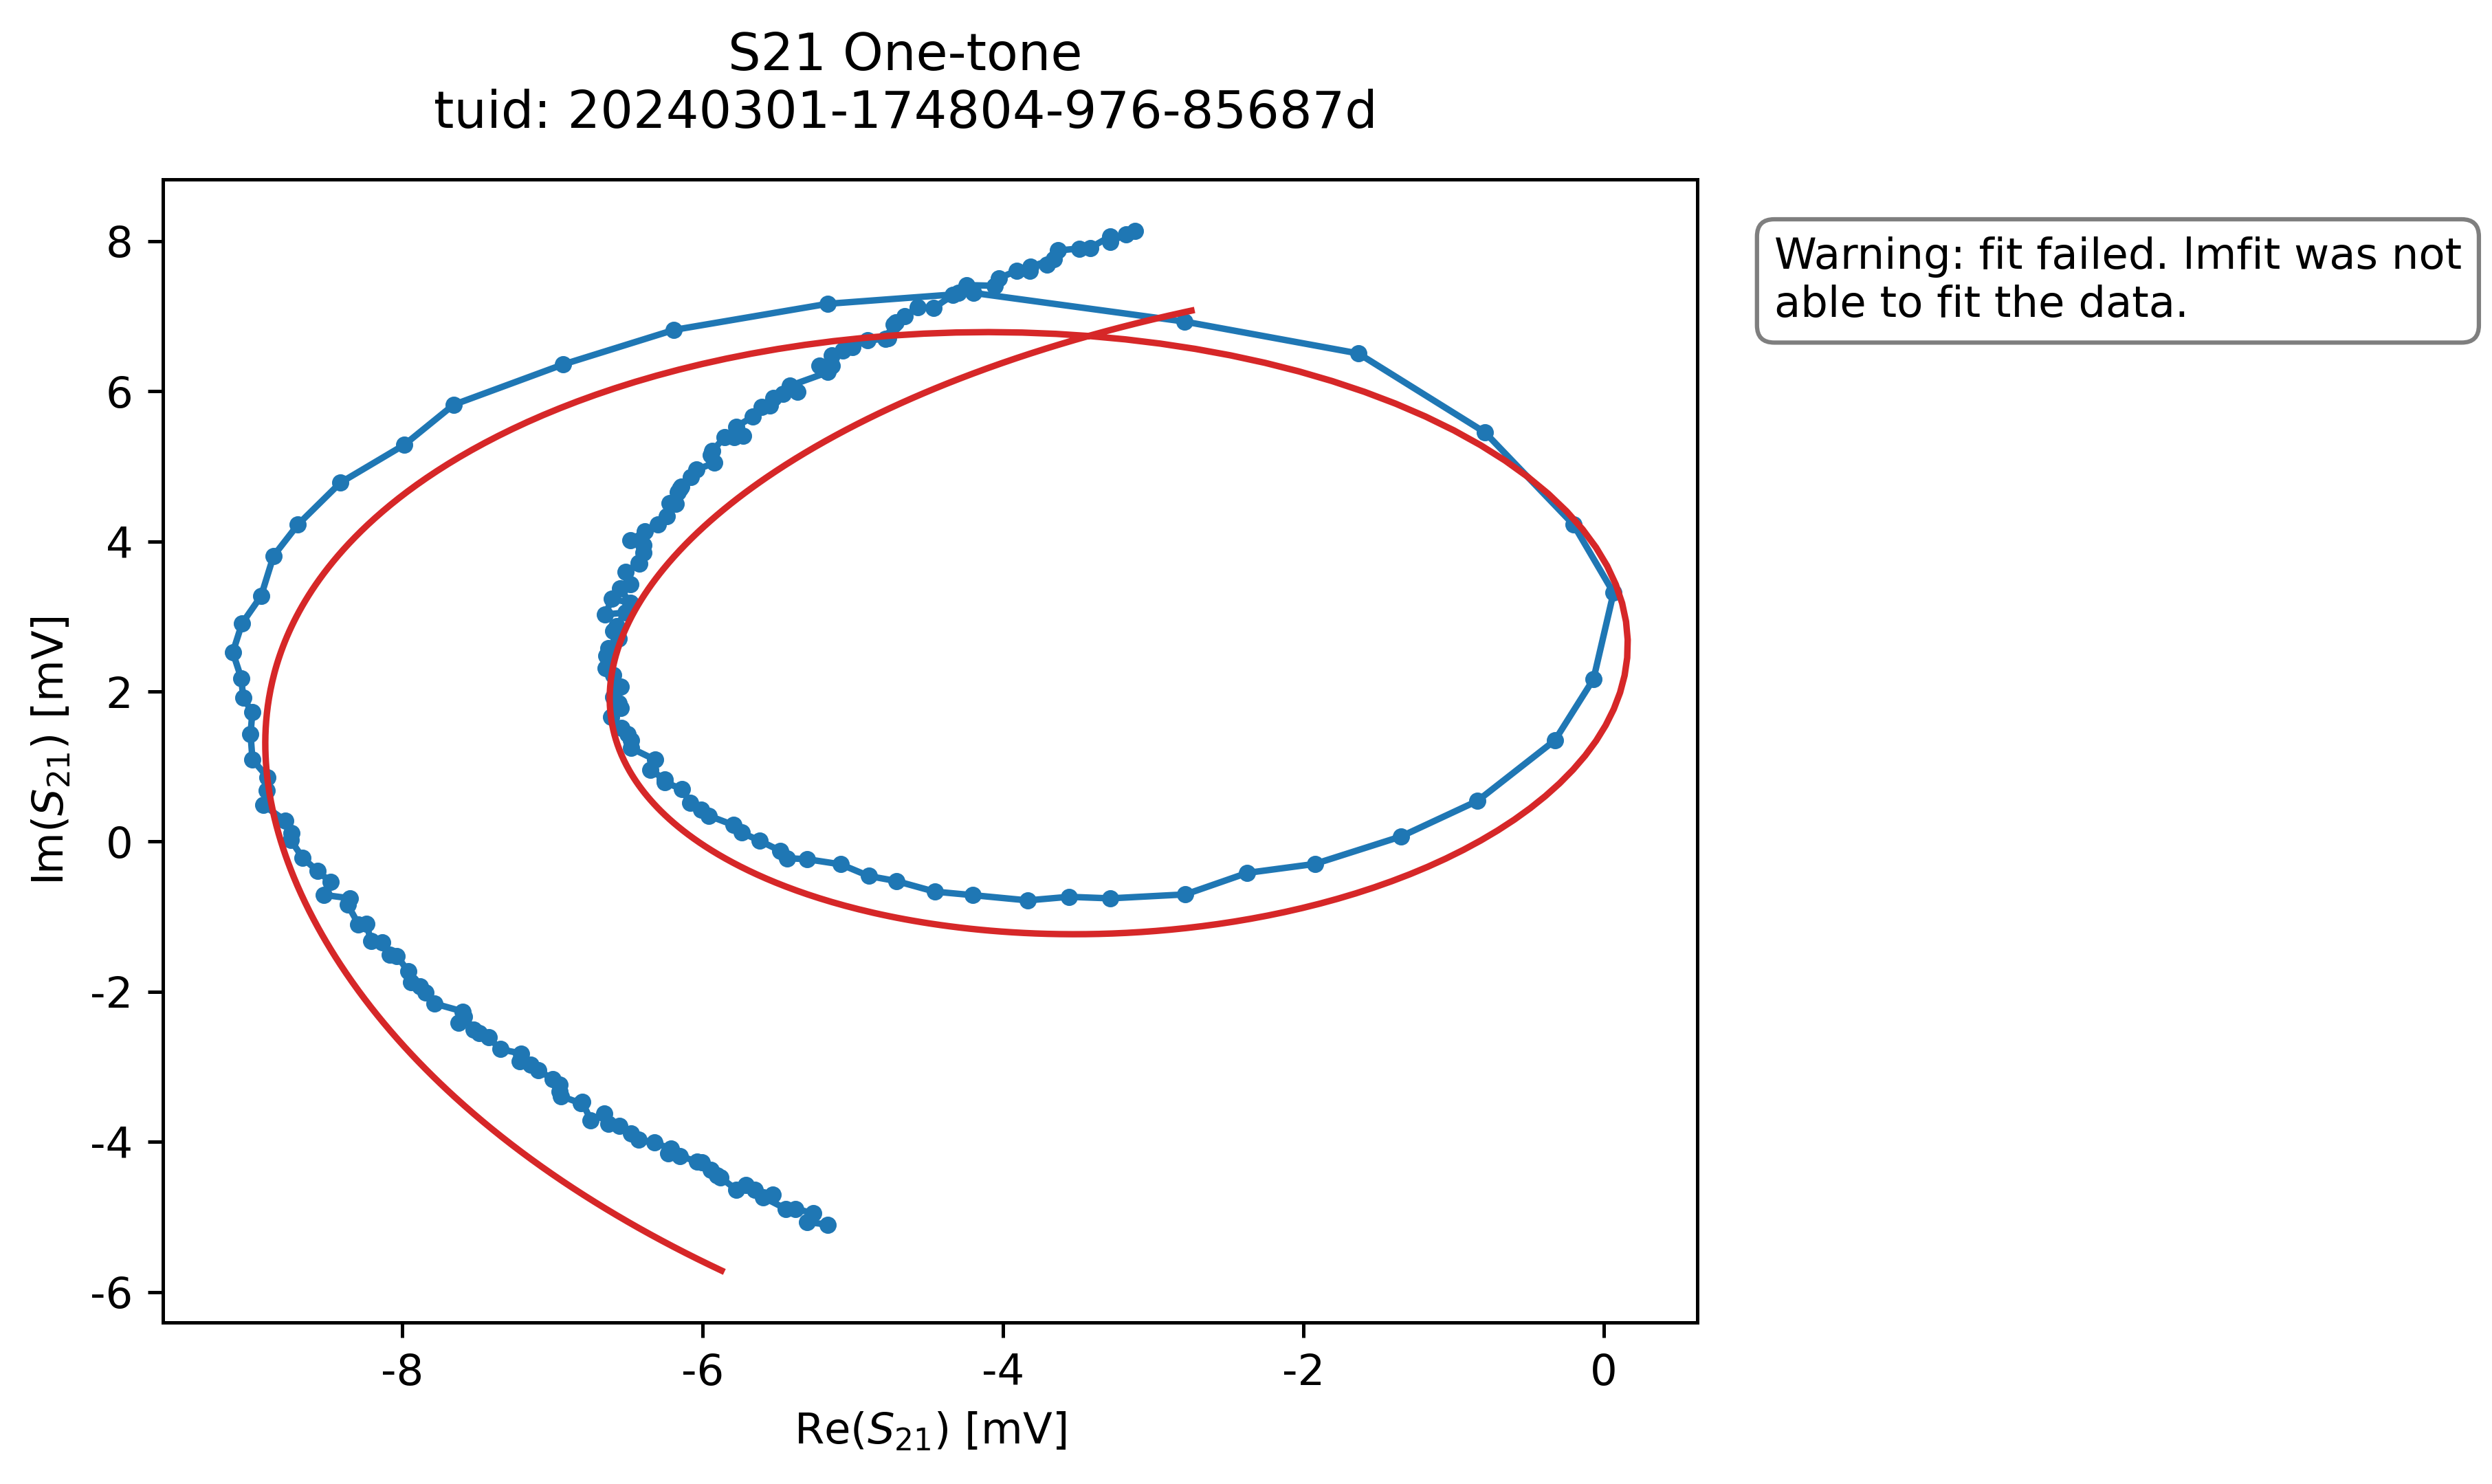 S21 One-tone
tuid: 20240301-174804-976-85687d
Warning: fit failed. lmfit was not
able to fit the data.
8
6
4
2
0
-2
-4
-6
Im(S₂₁) [mV]
-8 -6 -4 -2 0
Re(S₂₁) [mV]